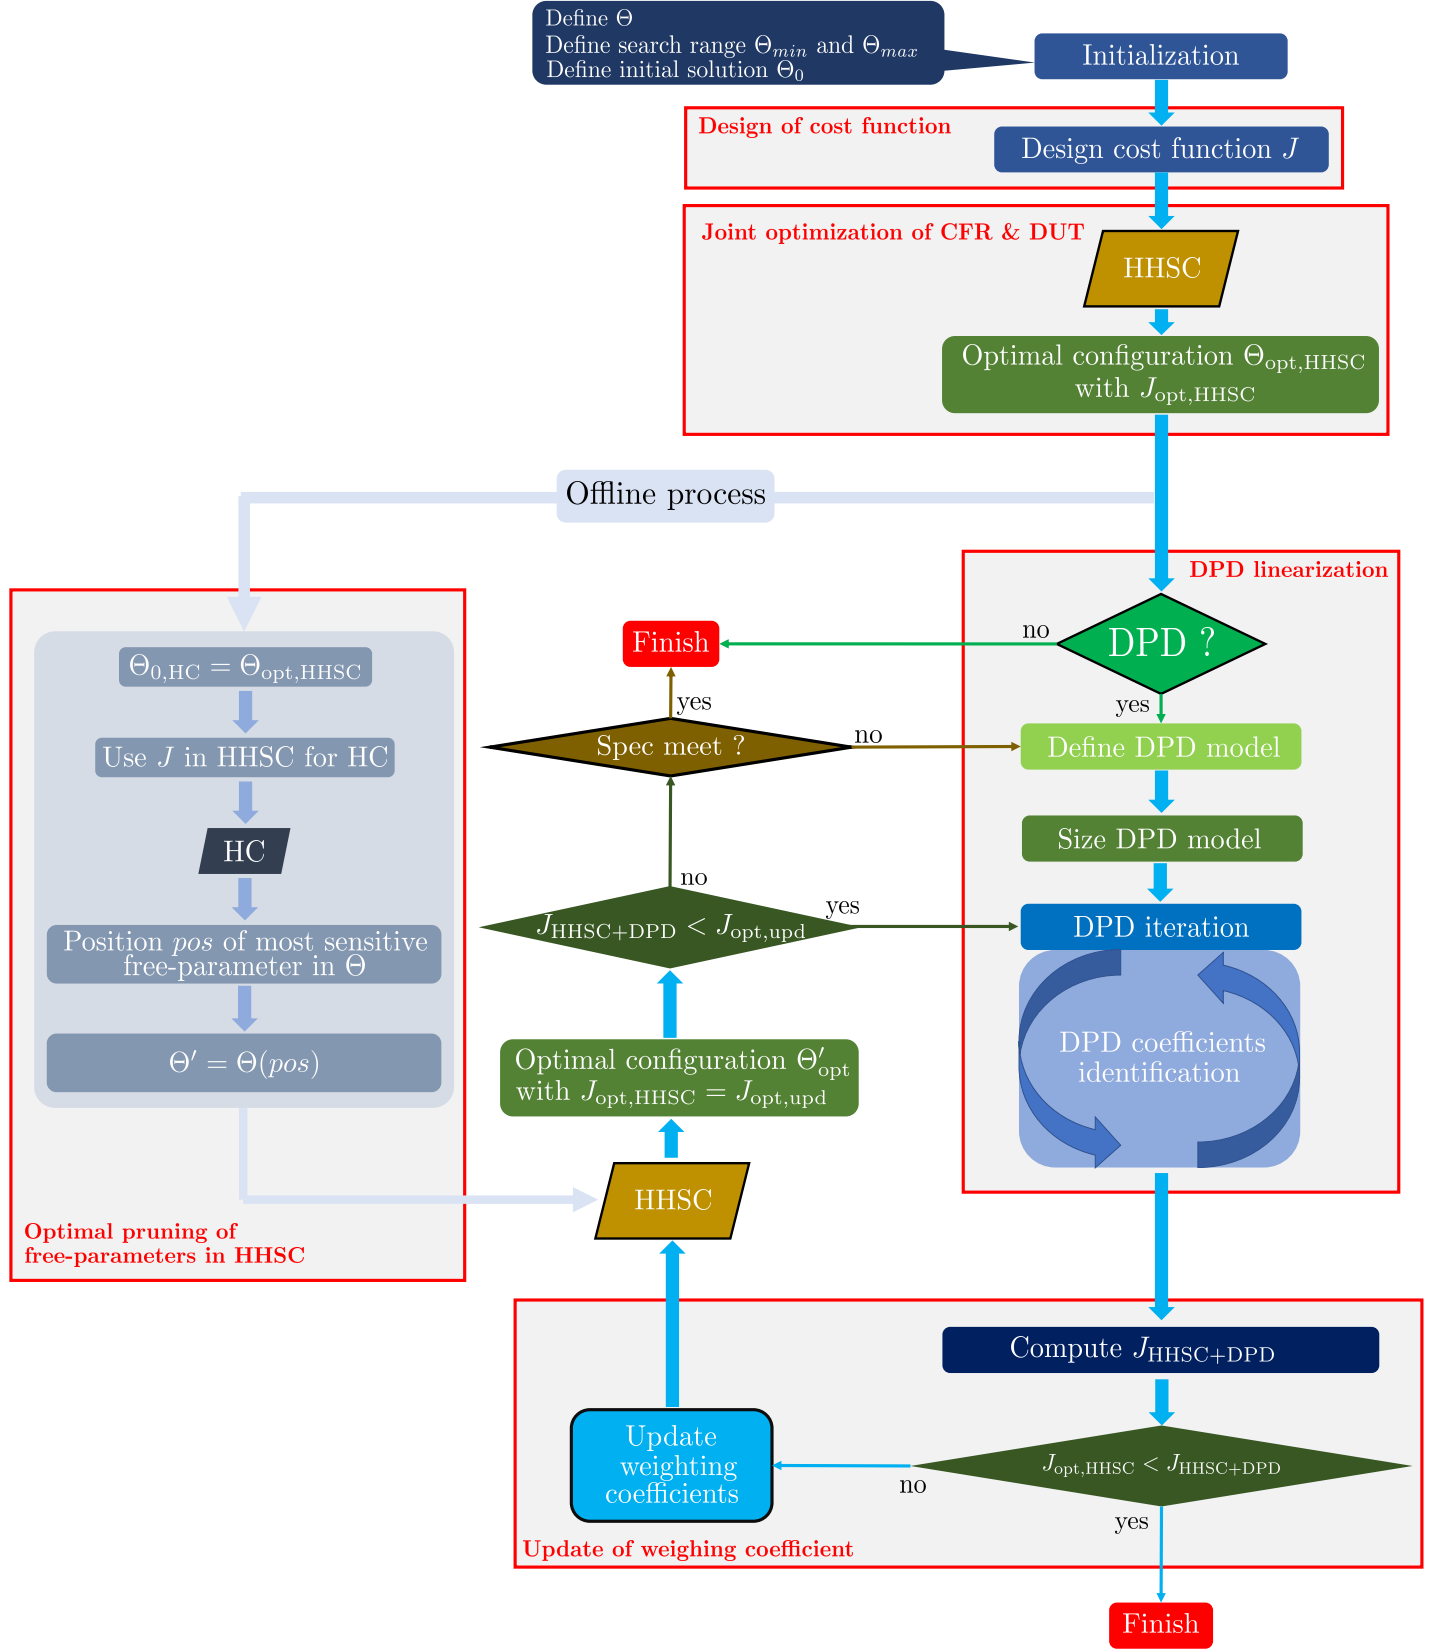 Define Θ
Define search range Θ_min and Θ_max
Define initial solution Θ_0
Initialization
Design of cost function
Design cost function J
Joint optimization of CFR & DUT
HHSC
Optimal configuration Θ_opt,HHSC
with J_opt,HHSC
Offline process
DPD linearization
DPD ?
no
yes
Finish
Spec meet ?
yes
no
Define DPD model
Size DPD model
DPD iteration
DPD coefficients
identification
Θ_0,HC = Θ_opt,HHSC
Use J in HHSC for HC
HC
Position pos of most sensitive
free-parameter in Θ
Θ′ = Θ(pos)
Optimal pruning of
free-parameters in HHSC
no
yes
J_HHSC+DPD < J_opt,upd
Optimal configuration Θ′_opt
with J_opt,HHSC = J_opt,upd
HHSC
Compute J_HHSC+DPD
J_opt,HHSC < J_HHSC+DPD
no
yes
Update
weighting
coefficients
Update of weighing coefficient
Finish